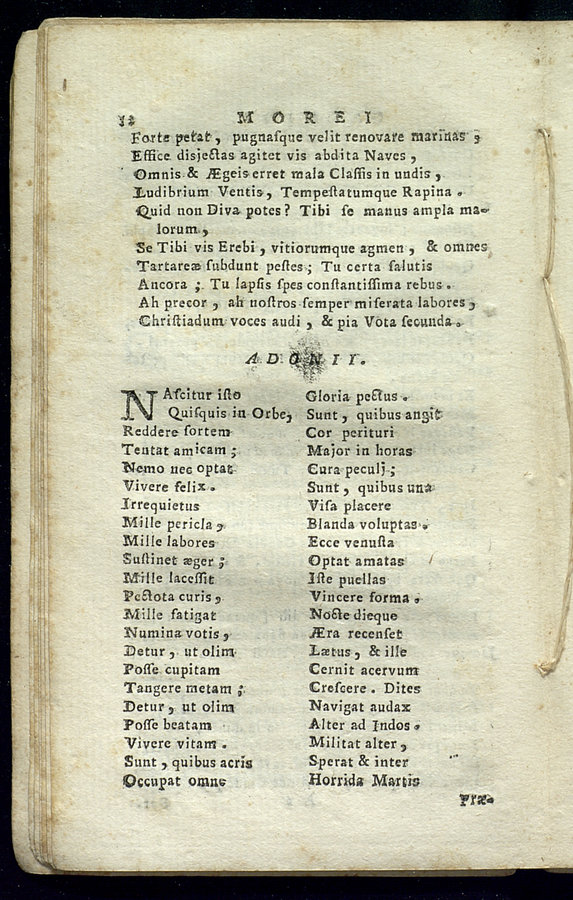 32 MOREI
Forte petat, pugnaſque velit renovare marinas;
Effice disjectas agitet vis abdita Naves,
Omnis & Ægeis erret mala Claſſis in undis,
Ludibrium Ventis, Tempeſtatumque Rapina.
Quid non Diva potes? Tibi ſe manus ampla ma-
lorum,
Se Tibi vis Erebi, vitiorumque agmen, & omnes
Tartareæ ſubdunt peſtes; Tu certa ſalutis
Ancora; Tu lapſis ſpes conſtantiſſima rebus.
Ah precor, ah noſtros ſemper miſerata labores,
Chriſtiadum voces audi, & pia Vota ſecunda.
ADONII.
NAſcitur iſto
Quiſquis in Orbe,
Reddere ſortem
Tentat amicam;
Nemo nec optat
Vivere felix.
Irrequietus
Mille pericla,
Mille labores
Suſtinet æger;
Mille laceſſit
Pectota curis,
Mille fatigat
Numina votis,
Detur, ut olim
Poſſe cupitam
Tangere metam;
Detur, ut olim
Poſſe beatam
Vivere vitam.
Sunt, quibus acris
Occupat omne
Gloria pectus.
Sunt, quibus angit
Cor perituri
Major in horas
Cura peculj;
Sunt, quibus una
Viſa placere
Blanda voluptas.
Ecce venuſta
Optat amatas
Iſte puellas
Vincere forma.
Nocte dieque
Æra recenſet
Lætus, & ille
Cernit acervum
Creſcere. Dites
Navigat audax
Alter ad Indos.
Militat alter,
Sperat & inter
Horrida Martis
Præ-